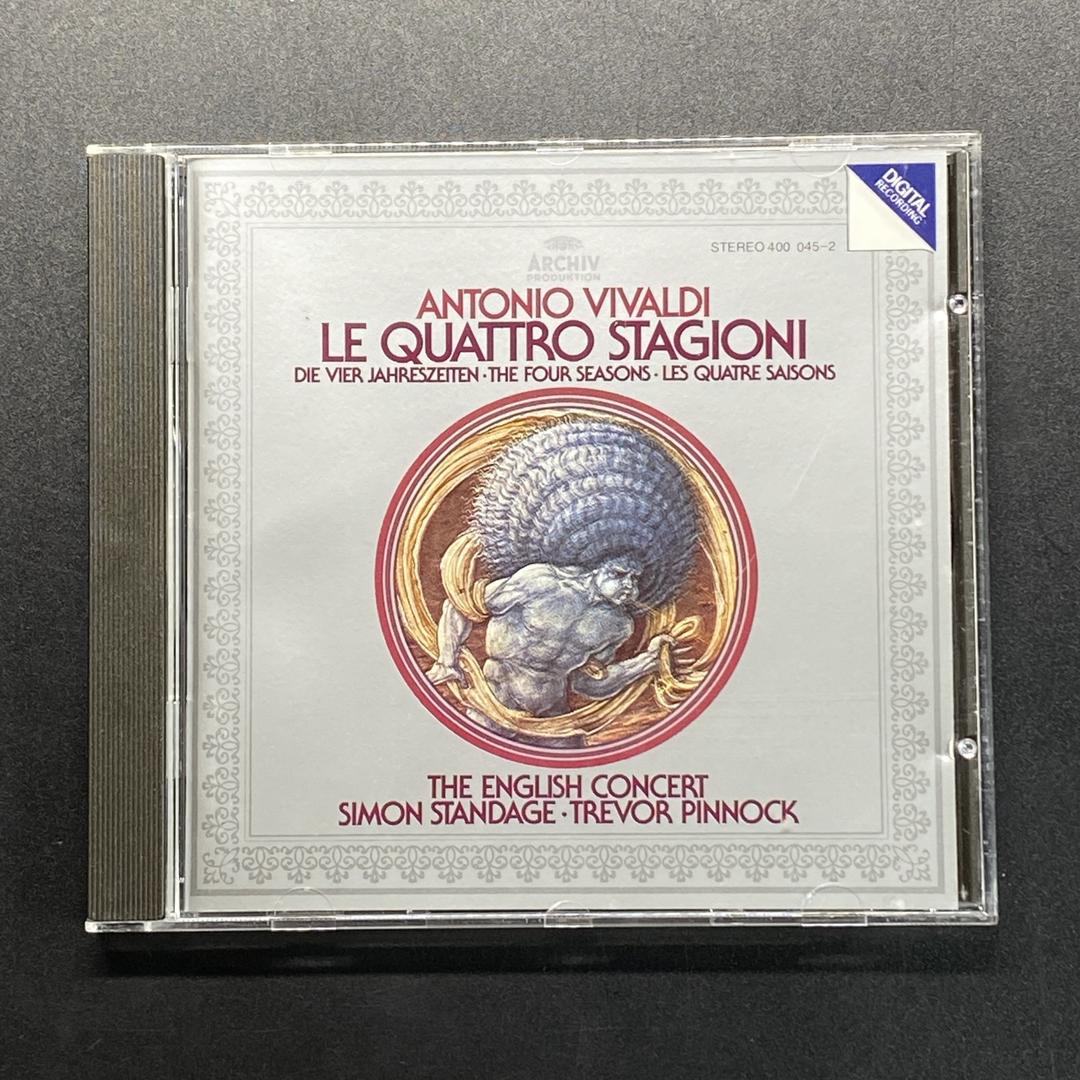 DIGITAL
RECORDING
STEREO 400 045-2
ARCHIV
PRODUKTION
ANTONIO VIVALDI
LE QUATTRO STAGIONI
DIE VIER JAHRESZEITEN · THE FOUR SEASONS · LES QUATRE SAISONS
THE ENGLISH CONCERT
SIMON STANDAGE · TREVOR PINNOCK